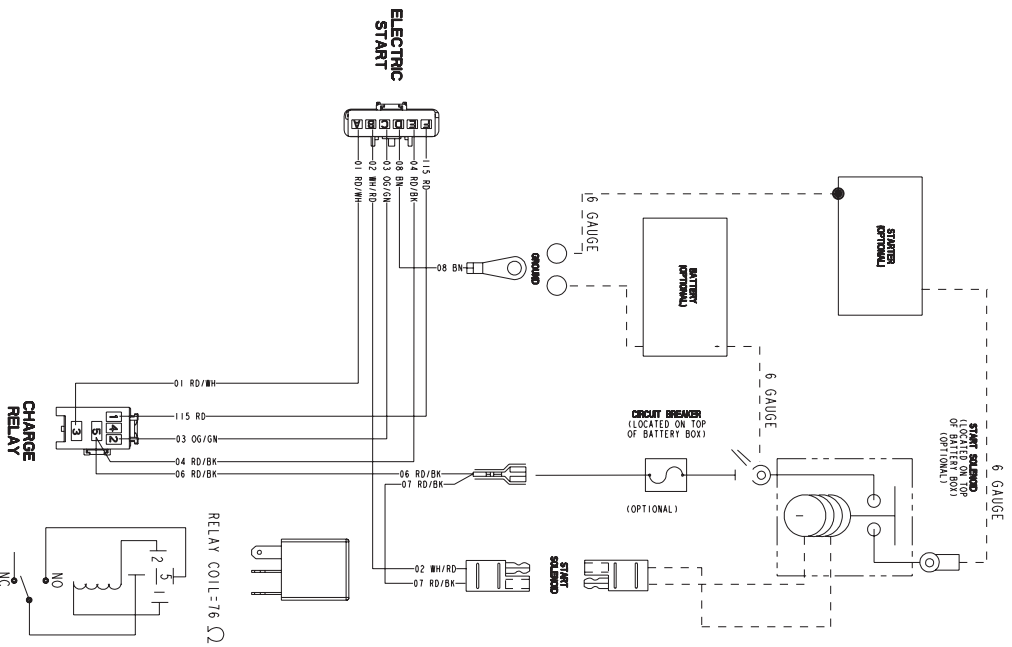 ELECTRIC
START
A
B
C
D
E
F
01 RD/WH
02 WH/RD
03 OG/GN
08 BN
04 RD/BK
115 RD
6 GAUGE
STARTER
(OPTIONAL)
BATTERY
(OPTIONAL)
GROUND
08 BN
6 GAUGE
6 GAUGE
START SOLENOID
(LOCATED ON TOP
OF BATTERY BOX)
(OPTIONAL)
CIRCUIT BREAKER
(LOCATED ON TOP
OF BATTERY BOX)
(OPTIONAL)
01 RD/WH
115 RD
03 OG/GN
04 RD/BK
06 RD/BK
06 RD/BK
07 RD/BK
3
5
1
4
2
CHARGE
RELAY
02 WH/RD
07 RD/BK
START
SOLENOID
RELAY COIL=76 Ω
2
5
1
NO
NC